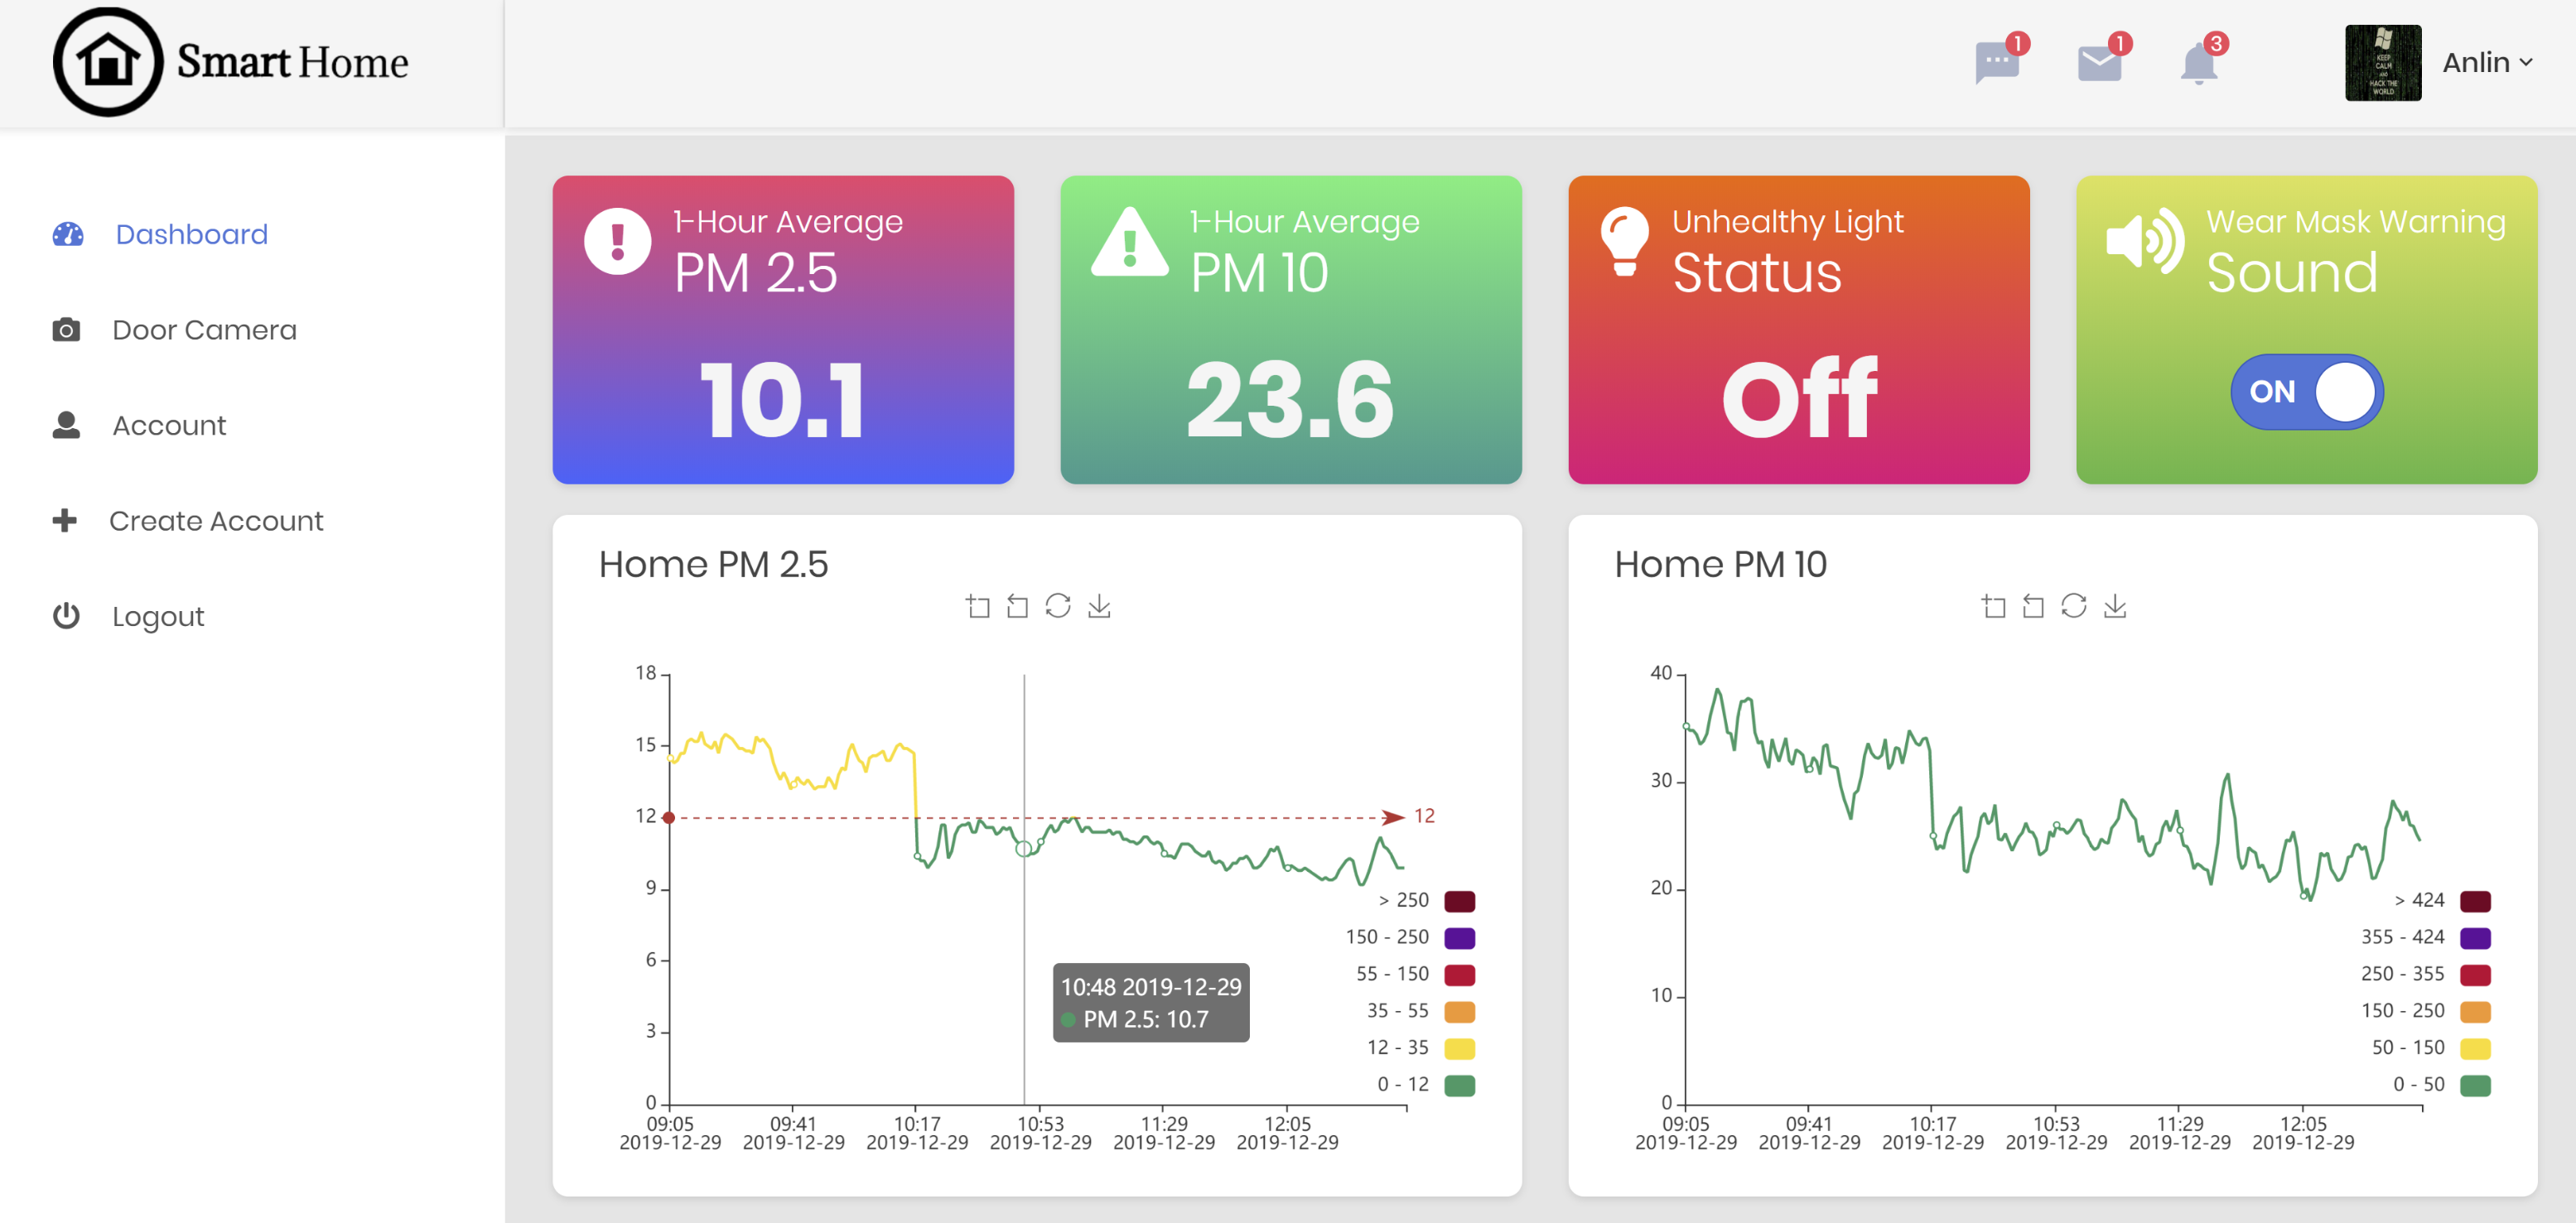 Smart Home
1
1
3
KEEP
CALM
AND
HACK THE
WORLD
Anlin
Dashboard
Door Camera
Account
Create Account
Logout
1-Hour Average
PM 2.5
10.1
1-Hour Average
PM 10
23.6
Unhealthy Light
Status
Off
Wear Mask Warning
Sound
ON
Home PM 2.5
18
15
12
9
6
3
0
12
10:48 2019-12-29
PM 2.5: 10.7
> 250
150 - 250
55 - 150
35 - 55
12 - 35
0 - 12
09:05 09:41 10:17 10:53 11:29 12:05
2019-12-29 2019-12-29 2019-12-29 2019-12-29 2019-12-29 2019-12-29
Home PM 10
40
30
20
10
0
> 424
355 - 424
250 - 355
150 - 250
50 - 150
0 - 50
09:05 09:41 10:17 10:53 11:29 12:05
2019-12-29 2019-12-29 2019-12-29 2019-12-29 2019-12-29 2019-12-29